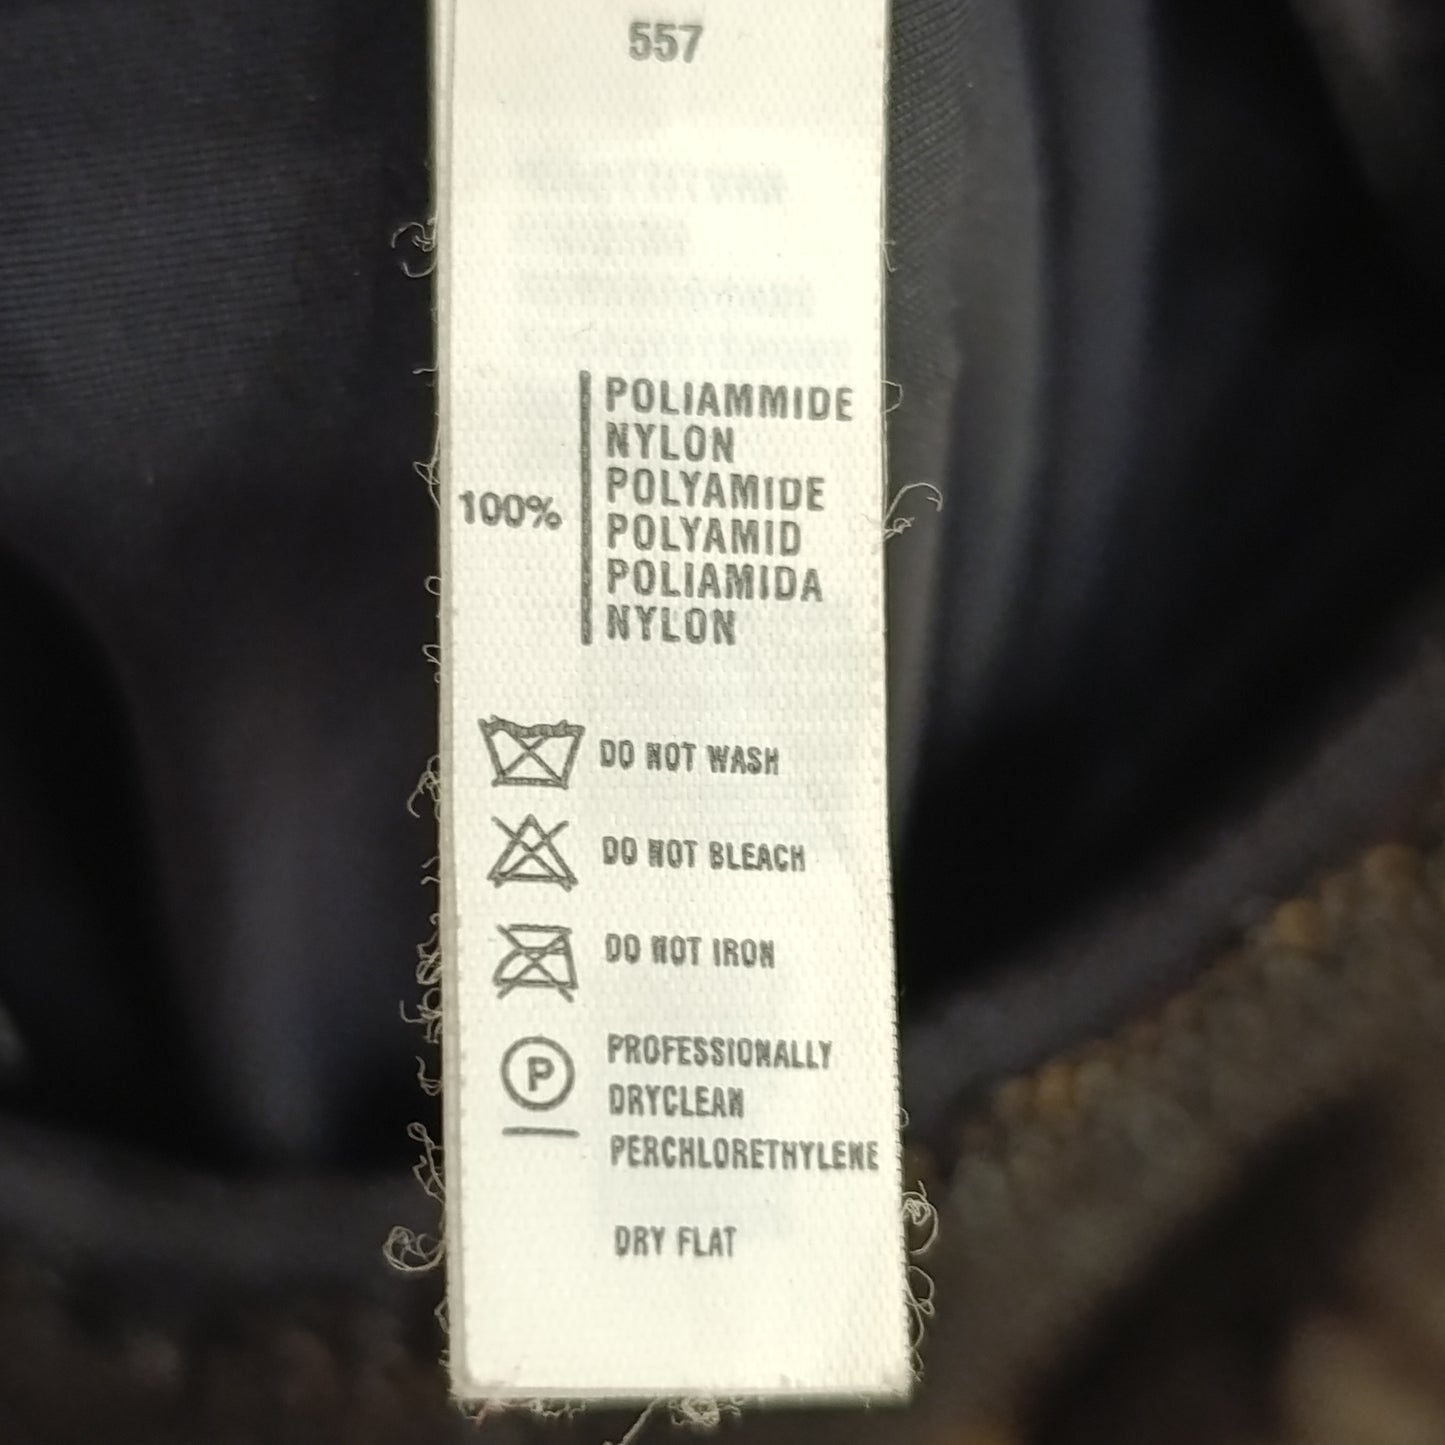 557
POLIAMMIDE
NYLON
POLYAMIDE
100%
POLYAMID
POLIAMIDA
NYLON
DO NOT WASH
DO NOT BLEACH
DO NOT IRON
P
PROFESSIONALLY
DRYCLEAN
PERCHLORETHYLENE
DRY FLAT